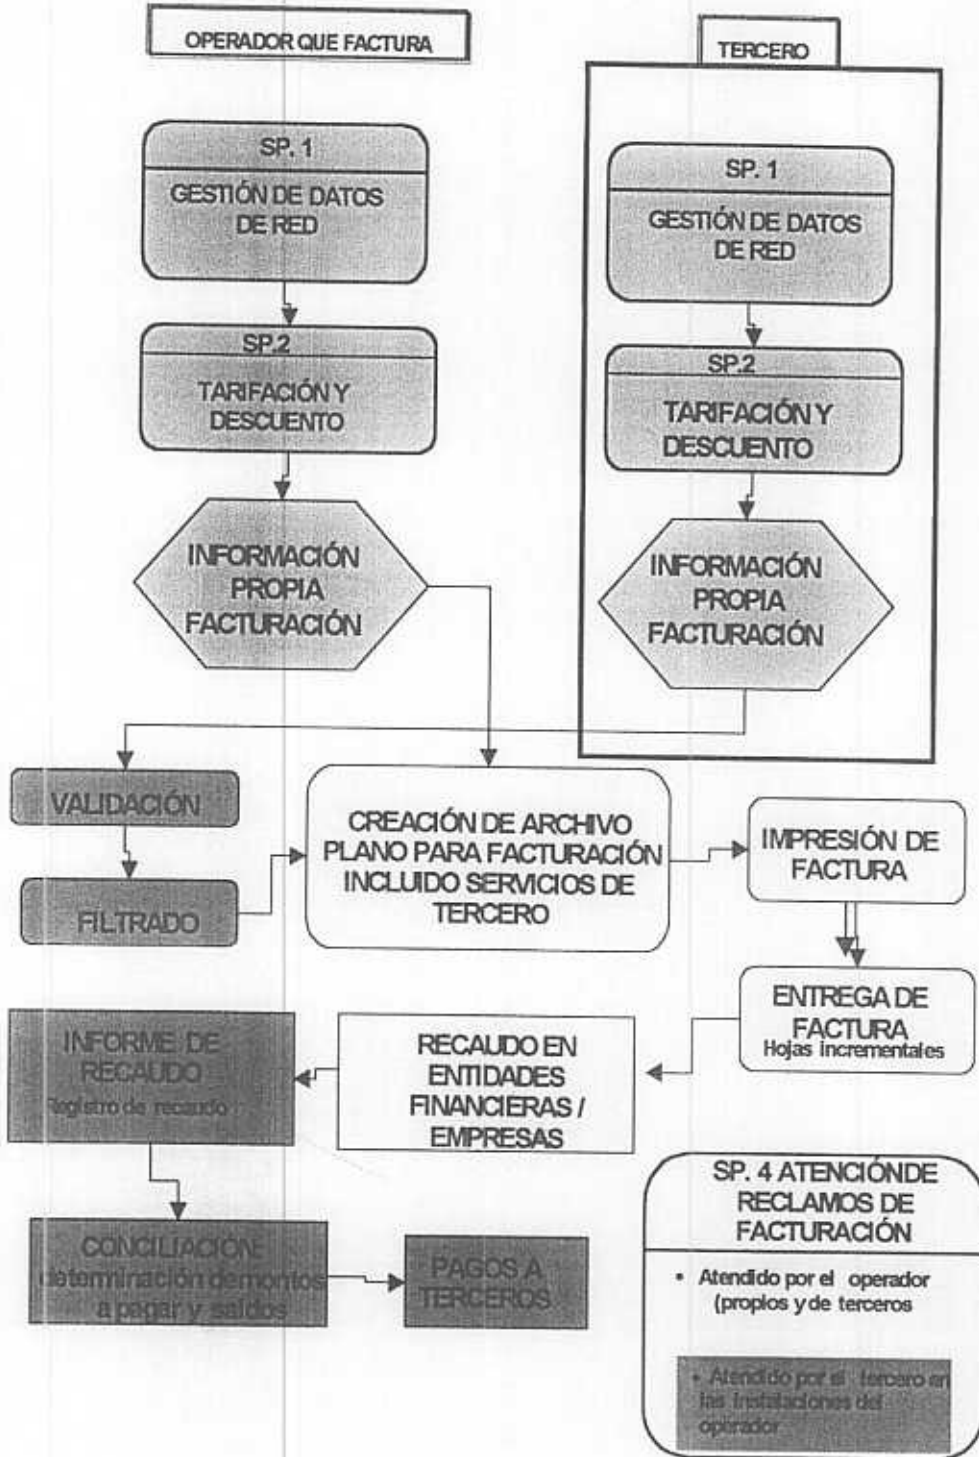 OPERADOR QUE FACTURA
TERCERO
SP. 1
GESTIÓN DE DATOS
DE RED
SP.2
TARIFACIÓN Y
DESCUENTO
INFORMACIÓN
PROPIA
FACTURACIÓN
SP. 1
GESTIÓN DE DATOS
DE RED
SP.2
TARIFACIÓN Y
DESCUENTO
INFORMACIÓN
PROPIA
FACTURACIÓN
VALIDACIÓN
FILTRADO
CREACIÓN DE ARCHIVO
PLANO PARA FACTURACIÓN
INCLUIDO SERVICIOS DE
TERCERO
IMPRESIÓN DE
FACTURA
ENTREGA DE
FACTURA
Hojas incrementales
RECAUDO EN
ENTIDADES
FINANCIERAS /
EMPRESAS
INFORME DE
RECAUDO
Registro de recaudo
CONCILIACION:
determinación demontos
a pagar y saldos
PAGOS A
TERCEROS
SP. 4 ATENCIÓNDE
RECLAMOS DE
FACTURACIÓN
• Atendido por el operador
(propios y de terceros
• Atendido por el tercero en
las instalaciones del
operador